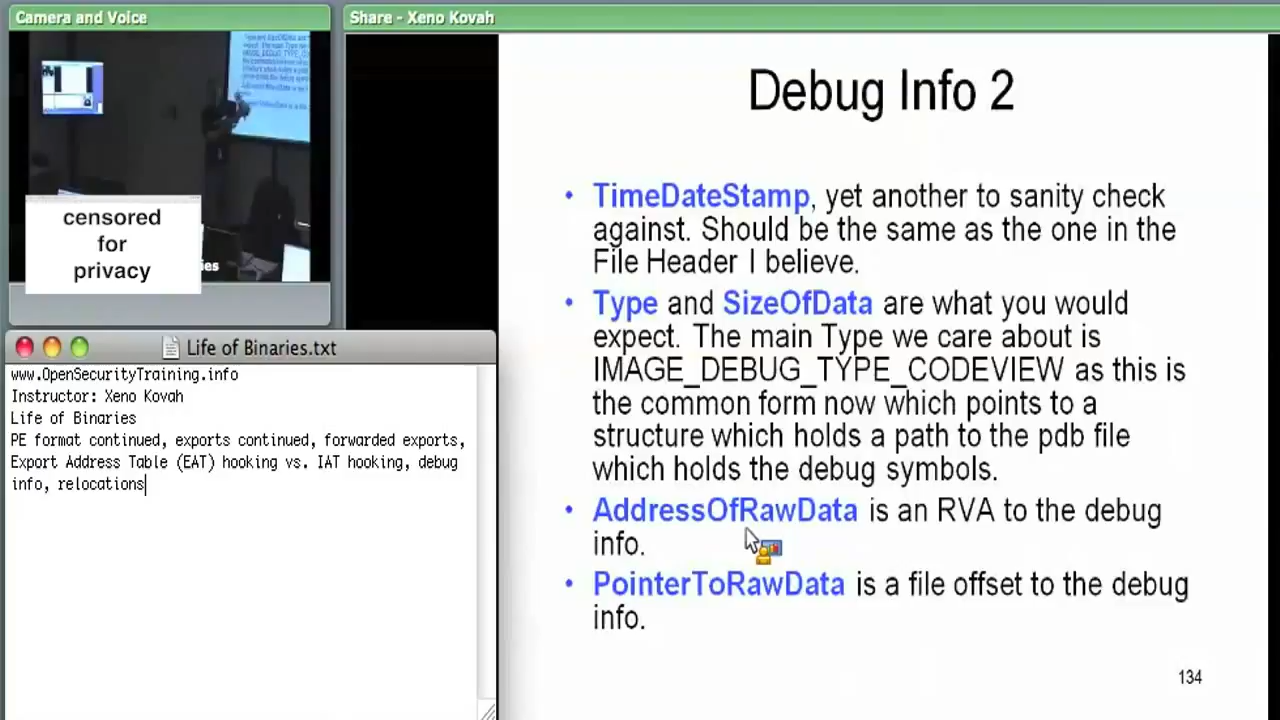 Camera and Voice
censored
for
privacy
ies
Life of Binaries.txt
www.OpenSecurityTraining.info
Instructor: Xeno Kovah
Life of Binaries
PE format continued, exports continued, forwarded exports,
Export Address Table (EAT) hooking vs. IAT hooking, debug
info, relocations
Share - Xeno Kovah
Debug Info 2
• TimeDateStamp, yet another to sanity check
against. Should be the same as the one in the
File Header I believe.
• Type and SizeOfData are what you would
expect. The main Type we care about is
IMAGE_DEBUG_TYPE_CODEVIEW as this is
the common form now which points to a
structure which holds a path to the pdb file
which holds the debug symbols.
• AddressOfRawData is an RVA to the debug
info.
• PointerToRawData is a file offset to the debug
info.
134